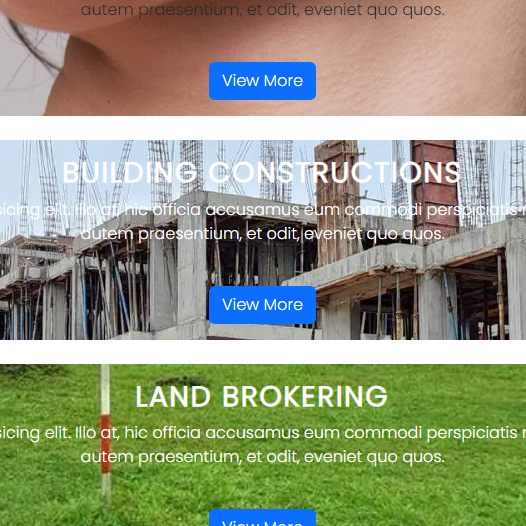 autem praesentium, et odit, eveniet quo quos.
View More
BUILDING CONSTRUCTIONS
sicing elit. Illo at, hic officia accusamus eum commodi perspiciatis
autem praesentium, et odit, eveniet quo quos.
View More
LAND BROKERING
sicing elit. Illo at, hic officia accusamus eum commodi perspiciatis
autem praesentium, et odit, eveniet quo quos.
View More